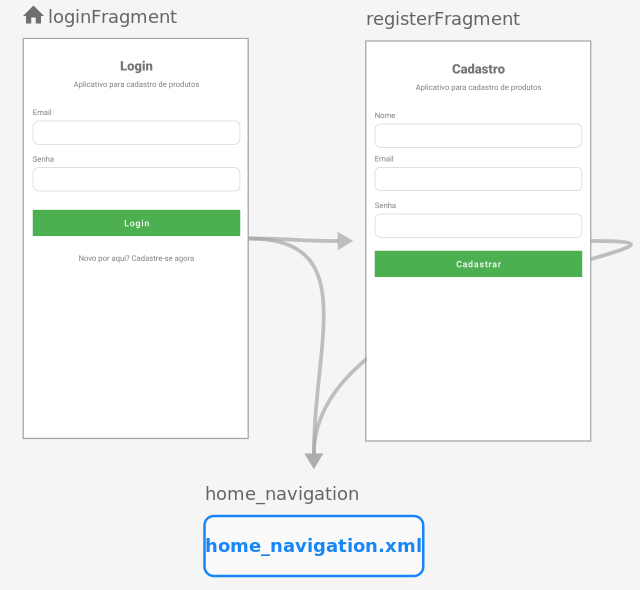 loginFragment
Login
Aplicativo para cadastro de produtos
Email
Senha
Login
Novo por aqui? Cadastre-se agora
registerFragment
Cadastro
Aplicativo para cadastro de produtos
Nome
Email
Senha
Cadastrar
home_navigation
home_navigation.xml